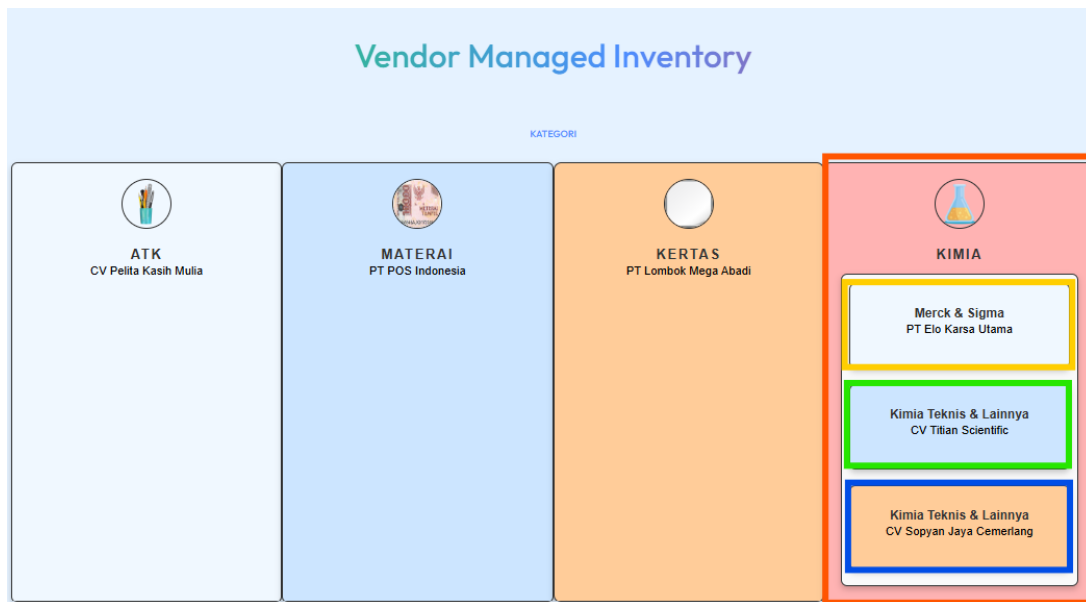 Vendor Managed Inventory
KATEGORI
ATK
CV Pelita Kasih Mulia
MATERAI
PT POS Indonesia
KERTAS
PT Lombok Mega Abadi
KIMIA
Merck & Sigma
PT Elo Karsa Utama
Kimia Teknis & Lainnya
CV Titian Scientific
Kimia Teknis & Lainnya
CV Sopyan Jaya Cemerlang